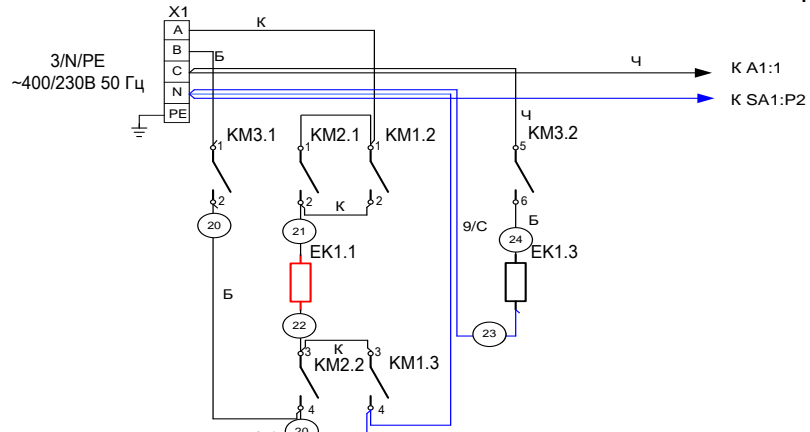 X1
A
К
B
Б
3/N/PE
~400/230В 50 Гц
C
Ч
К А1:1
N
К SA1:P2
PE
Ч
KM3.1
KM2.1
KM1.2
KM3.2
1
1
1
5
2
2
2
6
К
20
21
9/С
Б
24
EK1.1
EK1.3
Б
22
23
3
К
3
KM2.2
KM1.3
4
4
20